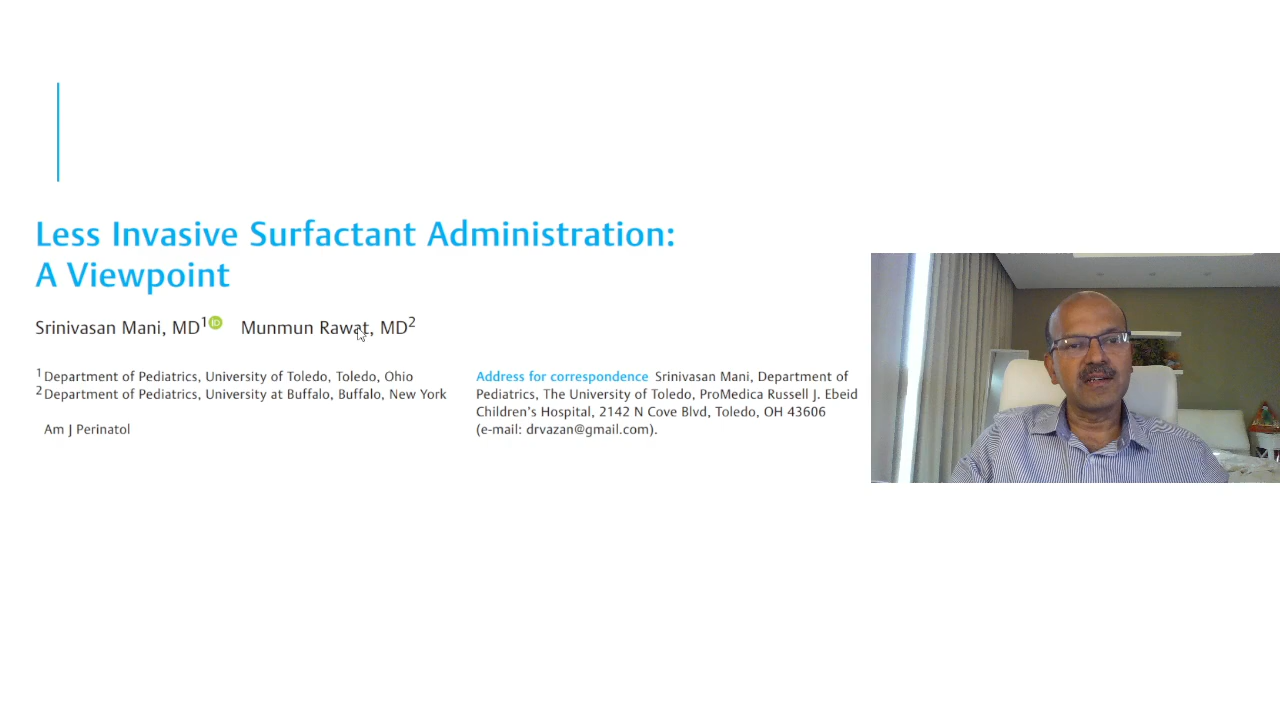 Less Invasive Surfactant Administration:
A Viewpoint
Srinivasan Mani, MD1 iD Munmun Rawat, MD2
1 Department of Pediatrics, University of Toledo, Toledo, Ohio
2 Department of Pediatrics, University at Buffalo, Buffalo, New York
Am J Perinatol
Address for correspondence Srinivasan Mani, Department of
Pediatrics, The University of Toledo, ProMedica Russell J. Ebeid
Children's Hospital, 2142 N Cove Blvd, Toledo, OH 43606
(e-mail: drvazan@gmail.com).